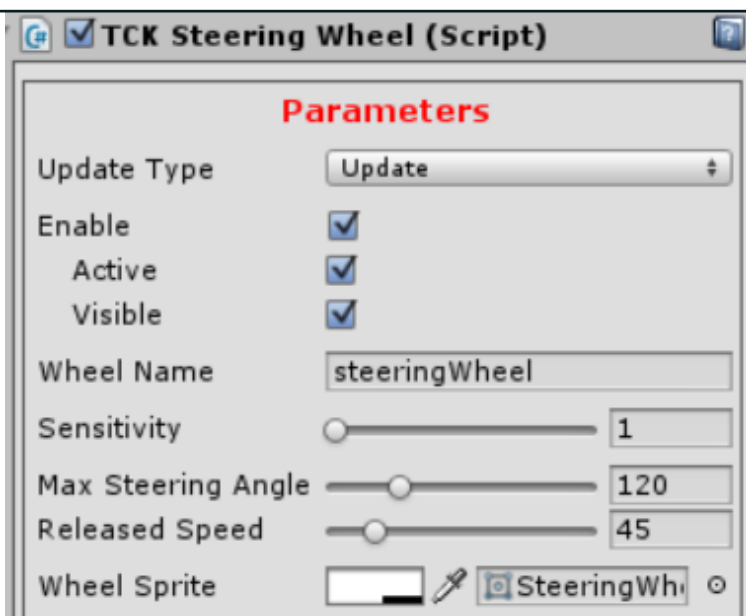 TCK Steering Wheel (Script)
Parameters
Update Type Update
Enable
Active
Visible
Wheel Name steeringWheel
Sensitivity 1
Max Steering Angle 120
Released Speed 45
Wheel Sprite SteeringWh